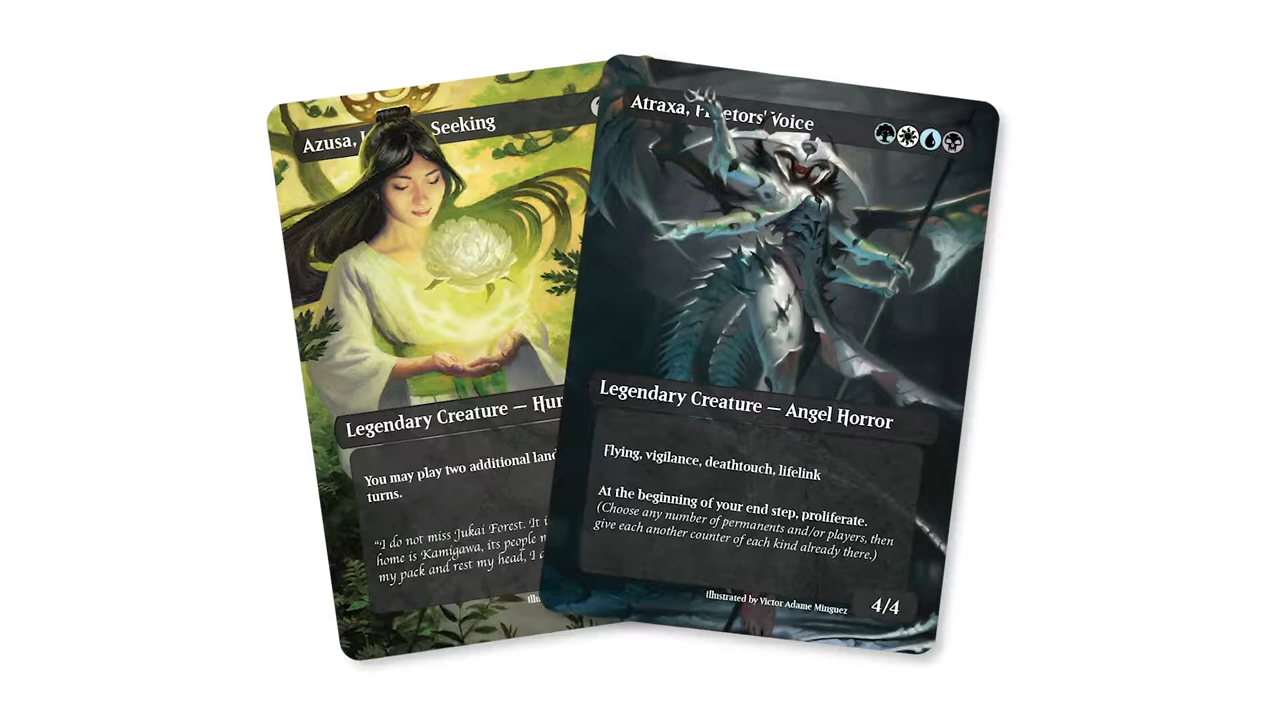 Azusa, Seeking
Legendary Creature — Hu
You may play two additional land
turns.
"I do not miss Jukai Forest. It i
home is Kamigawa, its people
my pack and rest my head, I
Atraxa, Praetors' Voice
Legendary Creature — Angel Horror
Flying, vigilance, deathtouch, lifelink
At the beginning of your end step, proliferate.
(Choose any number of permanents and/or players, then
give each another counter of each kind already there.)
Illustrated by Victor Adame Minguez
4/4